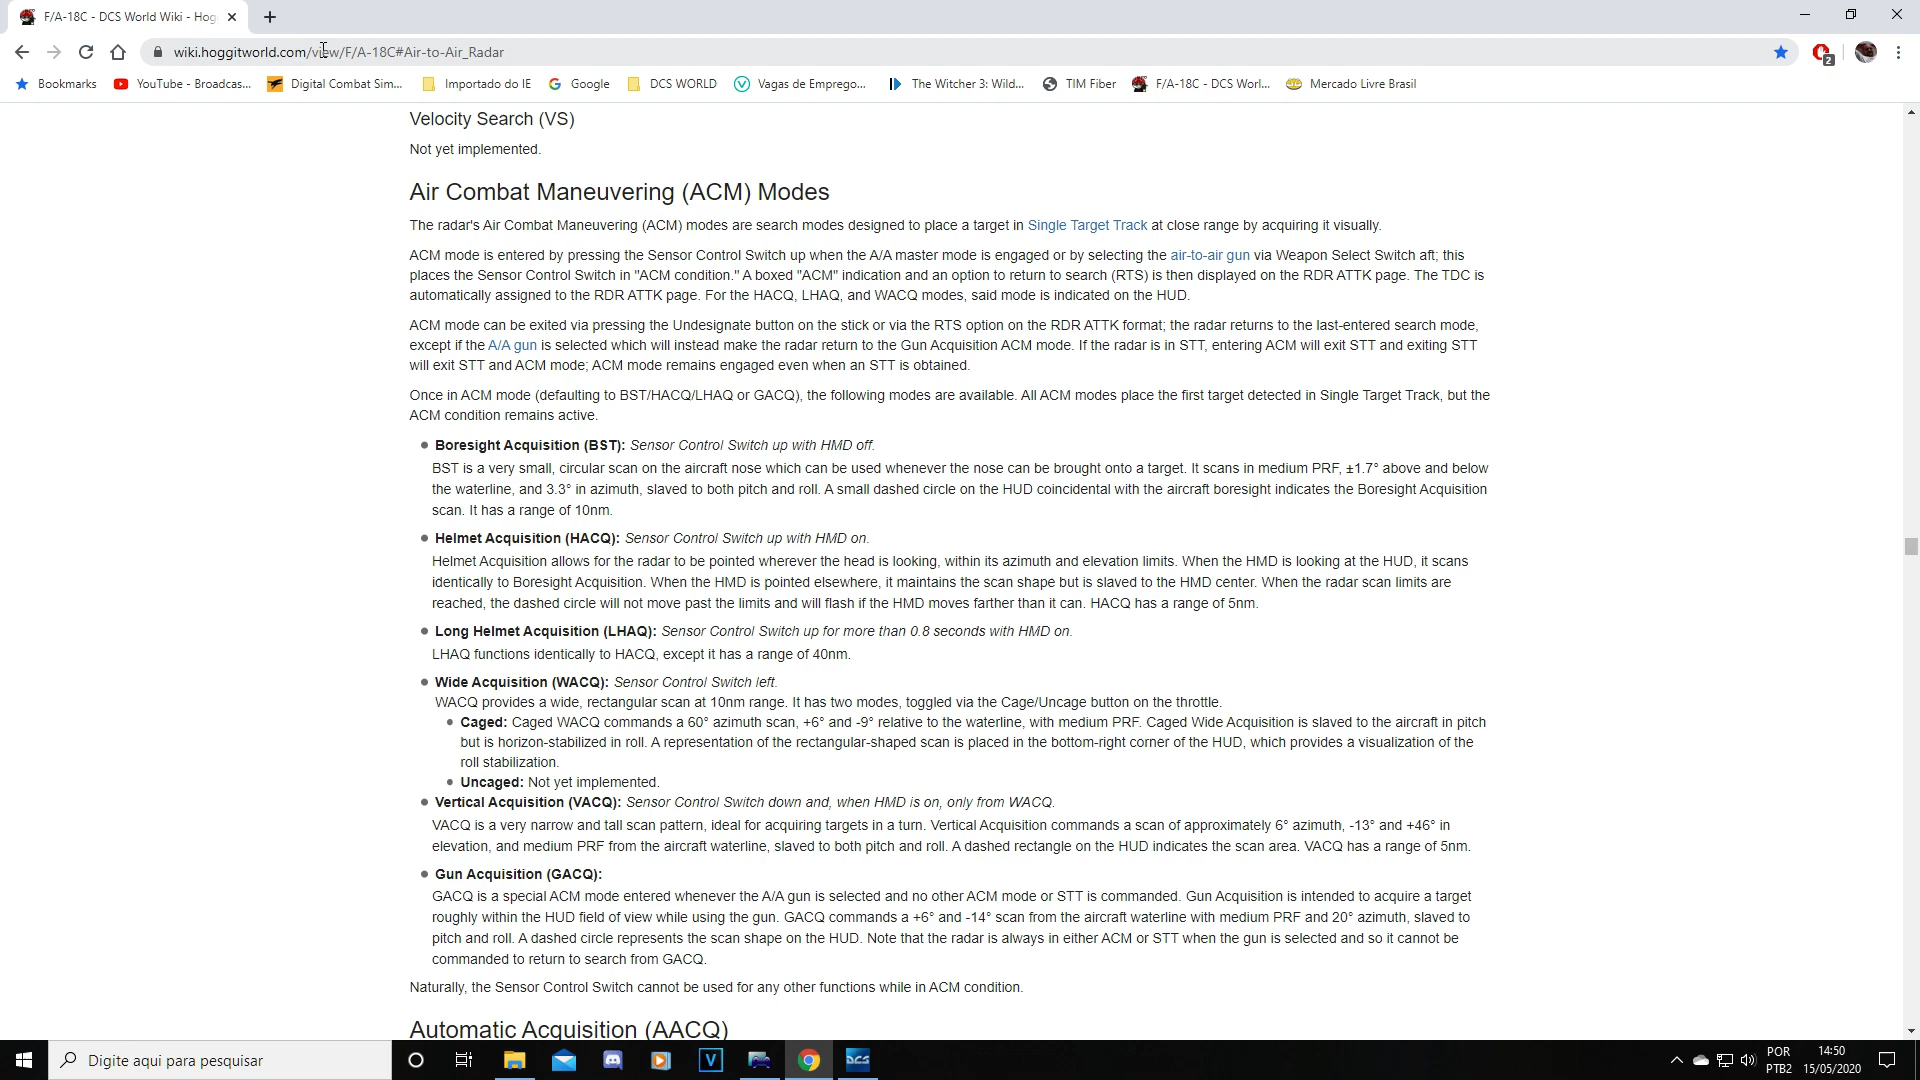 F/A-18C - DCS World Wiki - Hog
wiki.hoggitworld.com/view/F/A-18C#Air-to-Air_Radar
2
Bookmarks YouTube - Broadcas... Digital Combat Sim... Importado do IE Google DCS WORLD Vagas de Emprego... The Witcher 3: Wild... TIM Fiber F/A-18C - DCS Worl... Mercado Livre Brasil
Velocity Search (VS)
Not yet implemented.
Air Combat Maneuvering (ACM) Modes
The radar's Air Combat Maneuvering (ACM) modes are search modes designed to place a target in Single Target Track at close range by acquiring it visually.
ACM mode is entered by pressing the Sensor Control Switch up when the A/A master mode is engaged or by selecting the air-to-air gun via Weapon Select Switch aft; this
places the Sensor Control Switch in "ACM condition." A boxed "ACM" indication and an option to return to search (RTS) is then displayed on the RDR ATTK page. The TDC is
automatically assigned to the RDR ATTK page. For the HACQ, LHAQ, and WACQ modes, said mode is indicated on the HUD.
ACM mode can be exited via pressing the Undesignate button on the stick or via the RTS option on the RDR ATTK format; the radar returns to the last-entered search mode,
except if the A/A gun is selected which will instead make the radar return to the Gun Acquisition ACM mode. If the radar is in STT, entering ACM will exit STT and exiting STT
will exit STT and ACM mode; ACM mode remains engaged even when an STT is obtained.
Once in ACM mode (defaulting to BST/HACQ/LHAQ or GACQ), the following modes are available. All ACM modes place the first target detected in Single Target Track, but the
ACM condition remains active.
Boresight Acquisition (BST): Sensor Control Switch up with HMD off.
BST is a very small, circular scan on the aircraft nose which can be used whenever the nose can be brought onto a target. It scans in medium PRF, ±1.7° above and below
the waterline, and 3.3° in azimuth, slaved to both pitch and roll. A small dashed circle on the HUD coincidental with the aircraft boresight indicates the Boresight Acquisition
scan. It has a range of 10nm.
Helmet Acquisition (HACQ): Sensor Control Switch up with HMD on.
Helmet Acquisition allows for the radar to be pointed wherever the head is looking, within its azimuth and elevation limits. When the HMD is looking at the HUD, it scans
identically to Boresight Acquisition. When the HMD is pointed elsewhere, it maintains the scan shape but is slaved to the HMD center. When the radar scan limits are
reached, the dashed circle will not move past the limits and will flash if the HMD moves farther than it can. HACQ has a range of 5nm.
Long Helmet Acquisition (LHAQ): Sensor Control Switch up for more than 0.8 seconds with HMD on.
LHAQ functions identically to HACQ, except it has a range of 40nm.
Wide Acquisition (WACQ): Sensor Control Switch left.
WACQ provides a wide, rectangular scan at 10nm range. It has two modes, toggled via the Cage/Uncage button on the throttle.
Caged: Caged WACQ commands a 60° azimuth scan, +6° and -9° relative to the waterline, with medium PRF. Caged Wide Acquisition is slaved to the aircraft in pitch
but is horizon-stabilized in roll. A representation of the rectangular-shaped scan is placed in the bottom-right corner of the HUD, which provides a visualization of the
roll stabilization.
Uncaged: Not yet implemented.
Vertical Acquisition (VACQ): Sensor Control Switch down and, when HMD is on, only from WACQ.
VACQ is a very narrow and tall scan pattern, ideal for acquiring targets in a turn. Vertical Acquisition commands a scan of approximately 6° azimuth, -13° and +46° in
elevation, and medium PRF from the aircraft waterline, slaved to both pitch and roll. A dashed rectangle on the HUD indicates the scan area. VACQ has a range of 5nm.
Gun Acquisition (GACQ):
GACQ is a special ACM mode entered whenever the A/A gun is selected and no other ACM mode or STT is commanded. Gun Acquisition is intended to acquire a target
roughly within the HUD field of view while using the gun. GACQ commands a +6° and -14° scan from the aircraft waterline with medium PRF and 20° azimuth, slaved to
pitch and roll. A dashed circle represents the scan shape on the HUD. Note that the radar is always in either ACM or STT when the gun is selected and so it cannot be
commanded to return to search from GACQ.
Naturally, the Sensor Control Switch cannot be used for any other functions while in ACM condition.
Automatic Acquisition (AACQ)
Digite aqui para pesquisar
V
DCS
POR
PTB2
14:50
15/05/2020